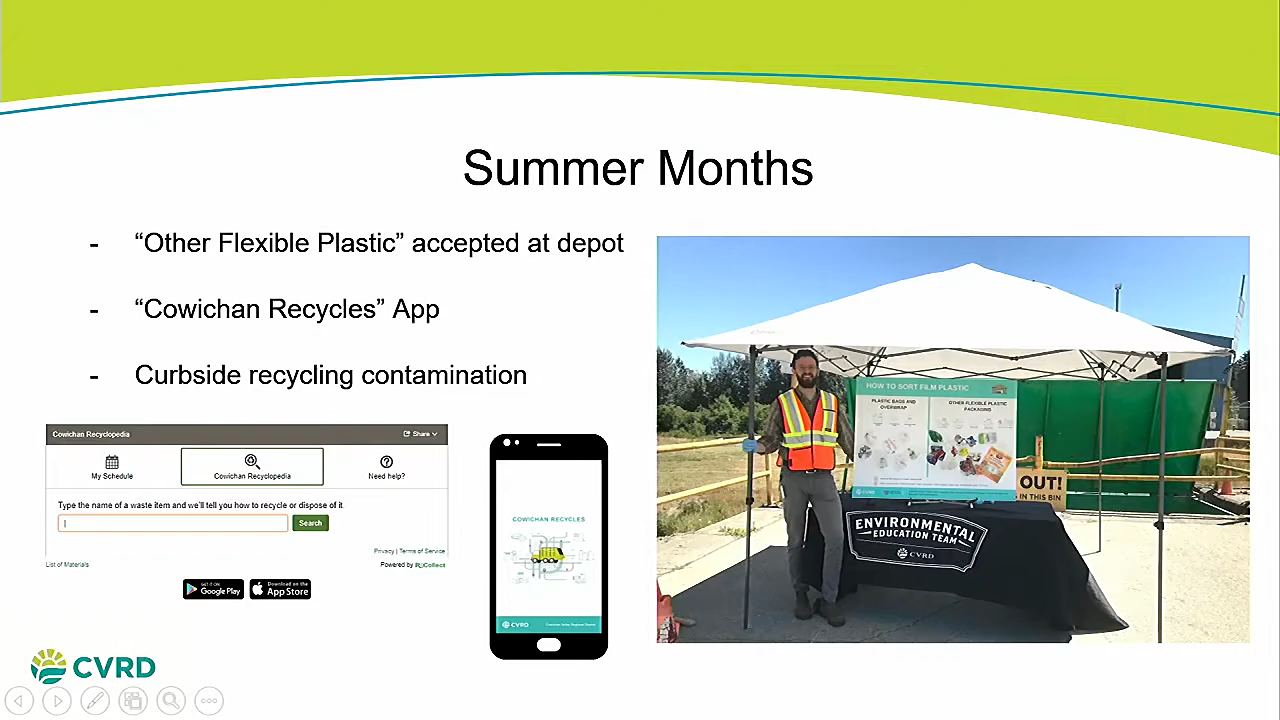 Summer Months
- “Other Flexible Plastic” accepted at depot
- “Cowichan Recycles” App
- Curbside recycling contamination
Cowichan Recyclopedia
Share
My Schedule
Cowichan Recyclopedia
Need help?
Type the name of a waste item and we'll tell you how to recycle or dispose of it.
Search
Privacy | Terms of Service
List of Materials
Powered by ReCollect
GET IT ON
Google Play
Download on the
App Store
COWICHAN RECYCLES
CVRD
HOW TO SORT FILM PLASTIC
PLASTIC BAGS AND
OVERWRAP
OTHER FLEXIBLE PLASTIC
PACKAGING
OUT!
IN THIS BIN
ENVIRONMENTAL
EDUCATION TEAM
CVRD
CVRD